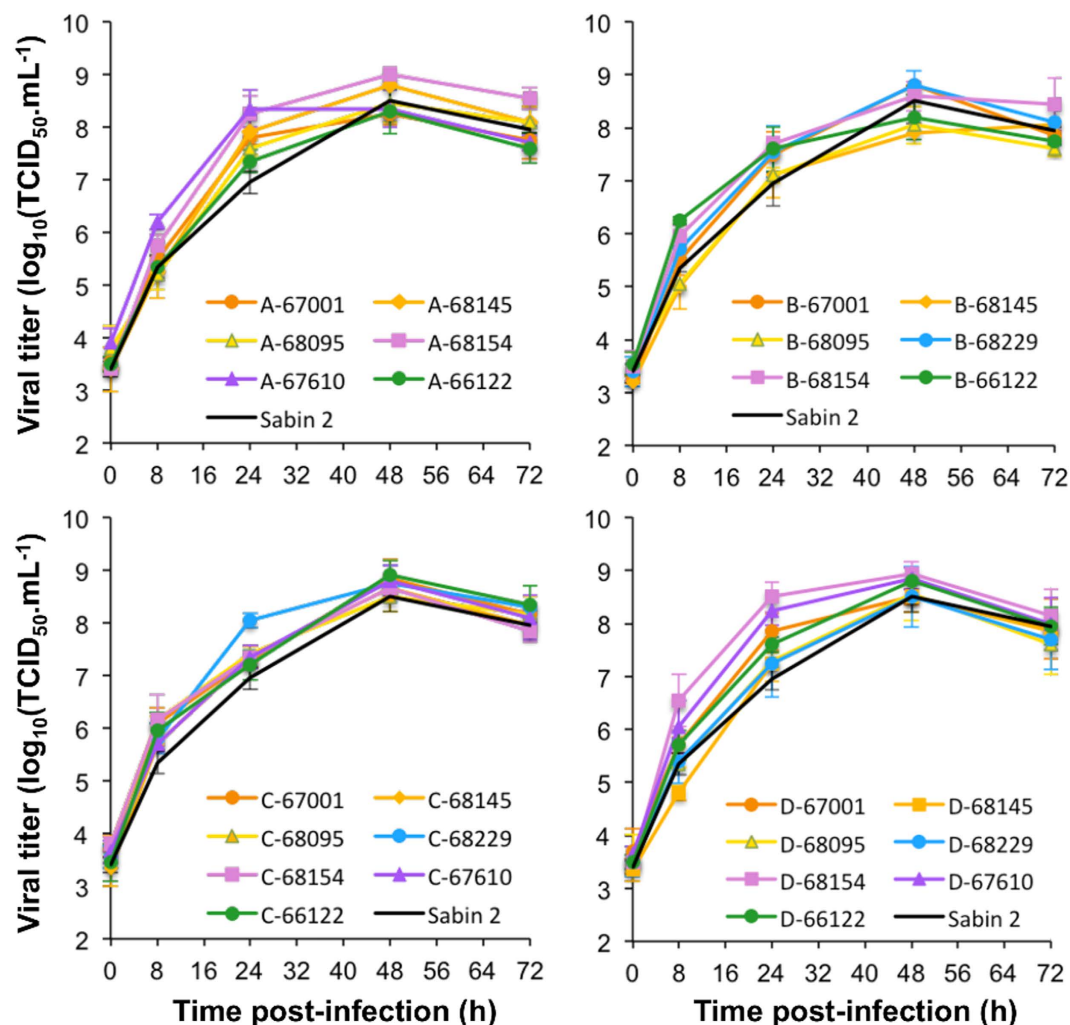 Viral titer (log10(TCID50.mL-1)
10
9
8
7
6
5
4
3
2
A-67001 A-68145
A-68095 A-68154
A-67610 A-66122
Sabin 2
0 8 16 24 32 40 48 56 64 72
10
9
8
7
6
5
4
3
2
B-67001 B-68145
B-68095 B-68229
B-68154 B-66122
Sabin 2
0 8 16 24 32 40 48 56 64 72
Viral titer (log10(TCID50.mL-1)
10
9
8
7
6
5
4
3
2
C-67001 C-68145
C-68095 C-68229
C-68154 C-67610
C-66122 Sabin 2
0 8 16 24 32 40 48 56 64 72
Time post-infection (h)
10
9
8
7
6
5
4
3
2
D-67001 D-68145
D-68095 D-68229
D-68154 D-67610
D-66122 Sabin 2
0 8 16 24 32 40 48 56 64 72
Time post-infection (h)